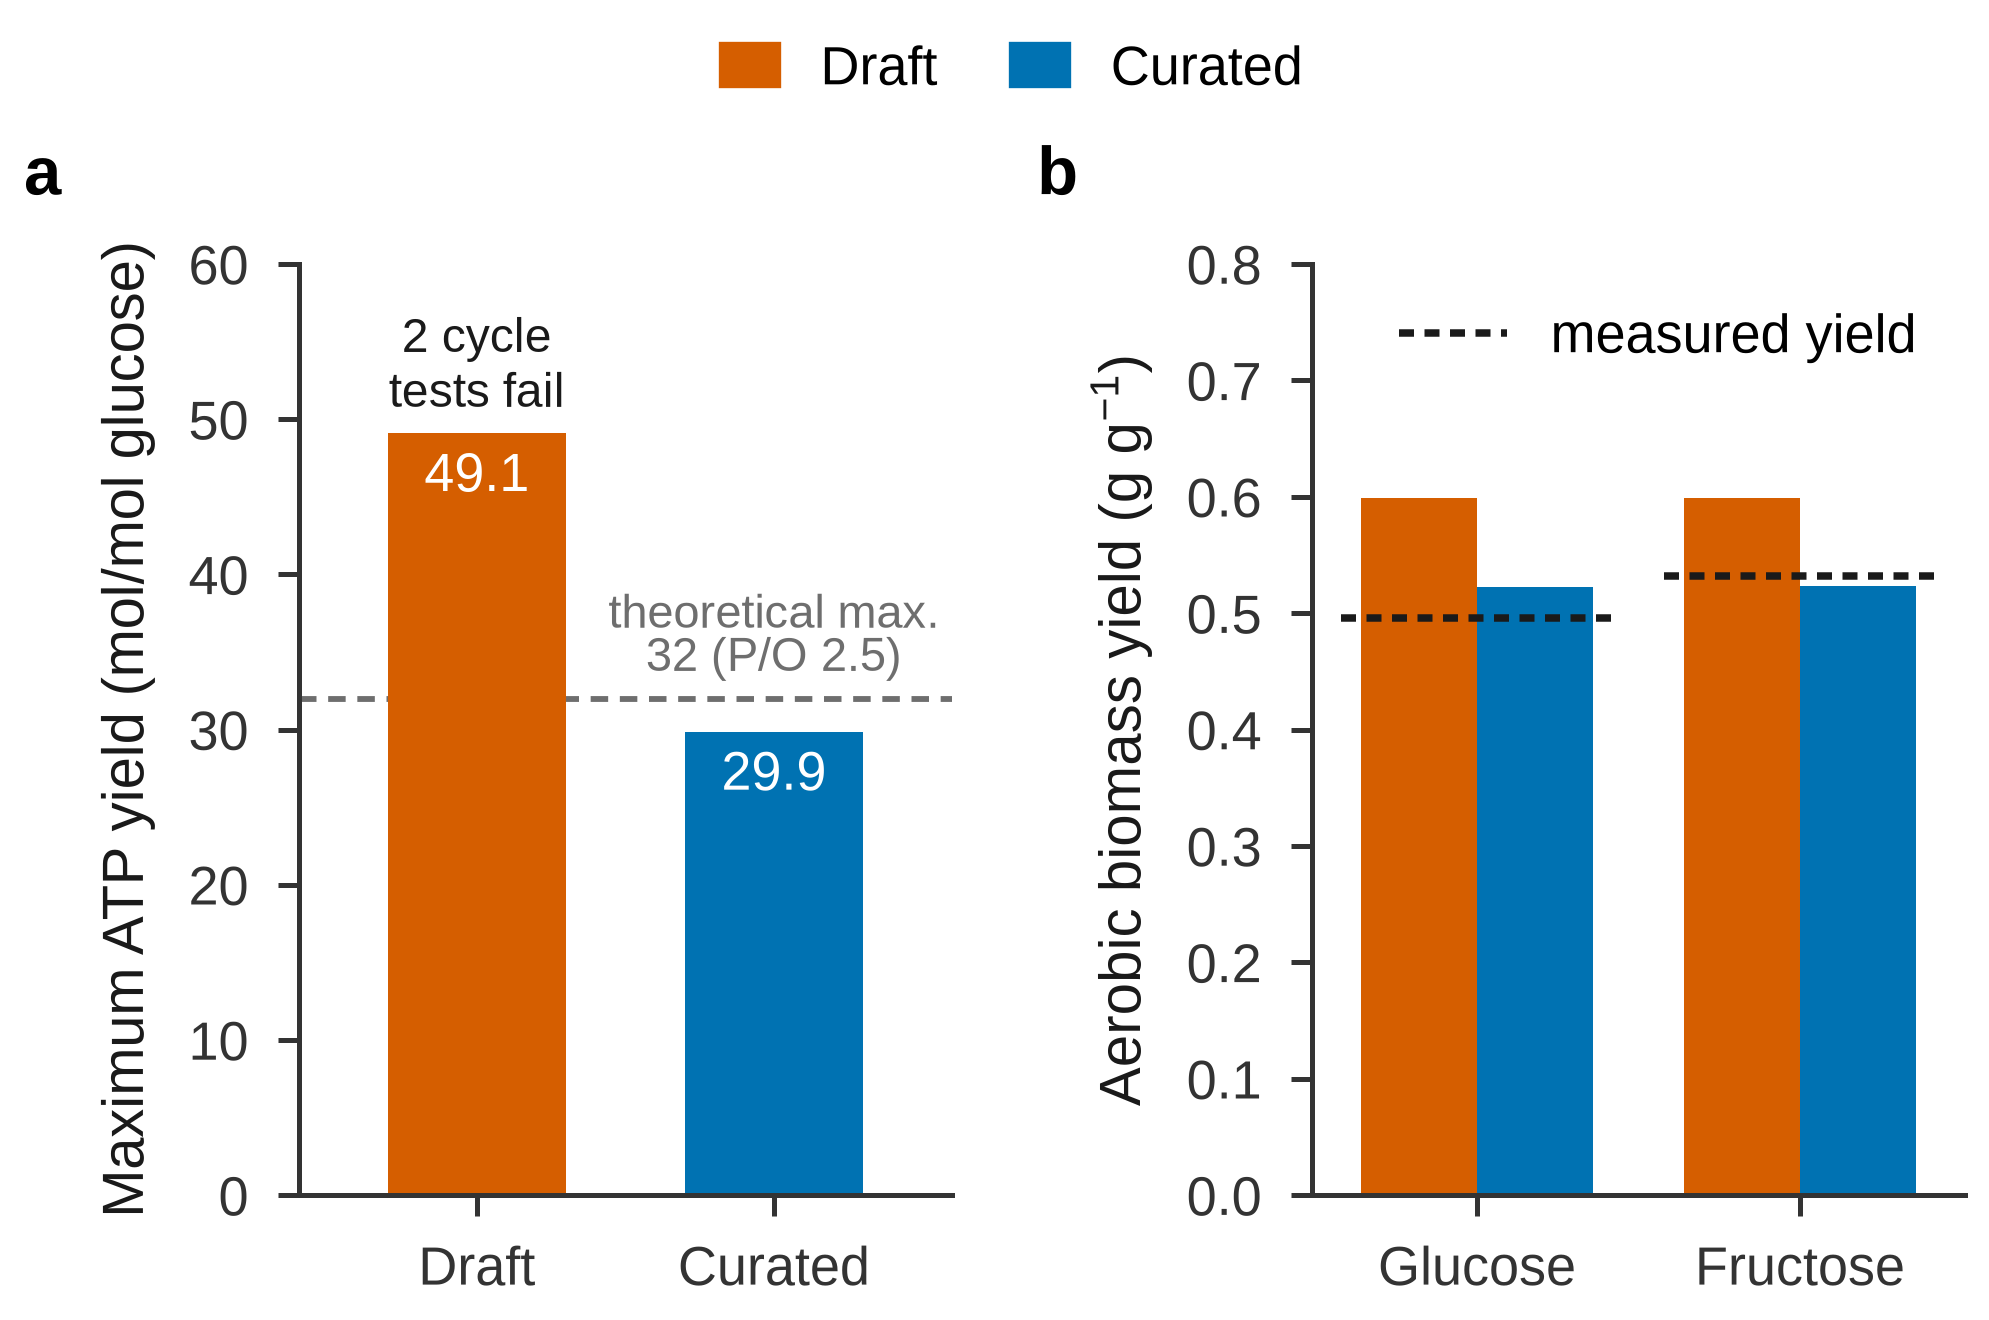 Draft
Curated
a
b
Maximum ATP yield (mol/mol glucose)
60
50
40
30
20
10
0
2 cycle
tests fail
49.1
theoretical max.
32 (P/O 2.5)
29.9
Draft
Curated
Aerobic biomass yield (g g⁻¹)
0.8
0.7
0.6
0.5
0.4
0.3
0.2
0.1
0.0
measured yield
Glucose
Fructose